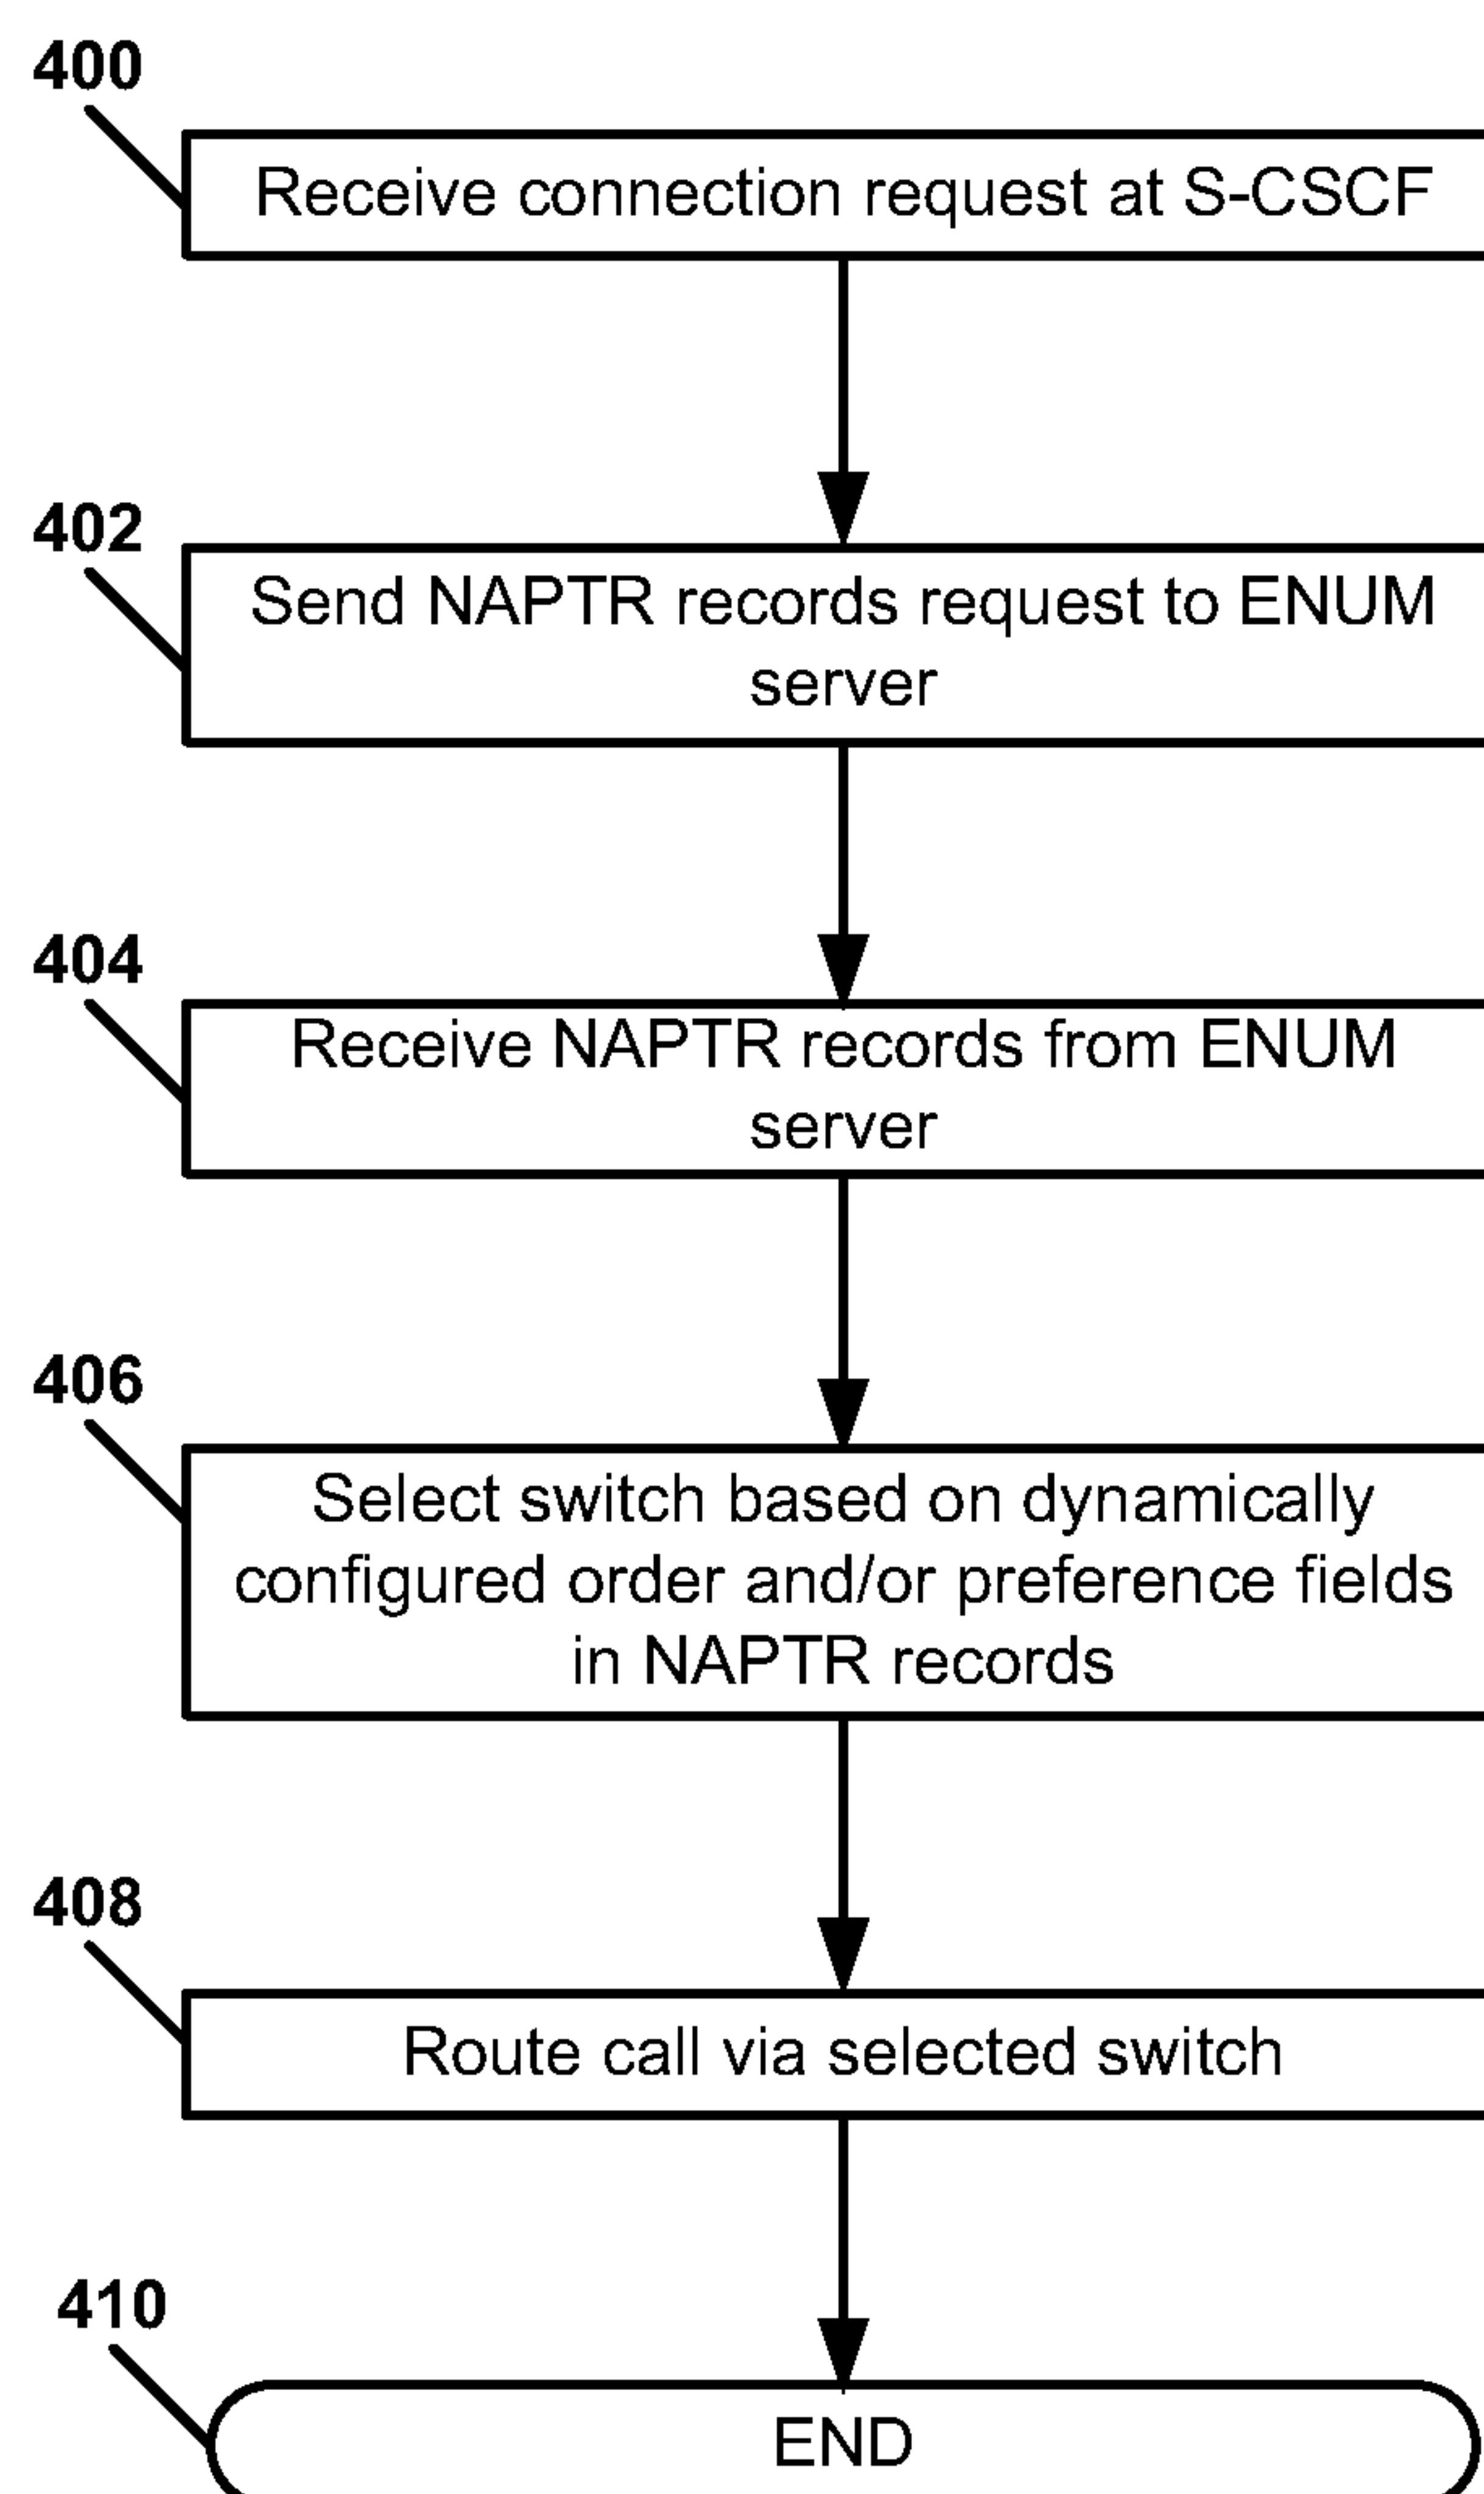 400
Receive connection request at S-CSCF
402
Send NAPTR records request to ENUM
server
404
Receive NAPTR records from ENUM
server
406
Select switch based on dynamically
configured order and/or preference fields
in NAPTR records
408
Route call via selected switch
410
END